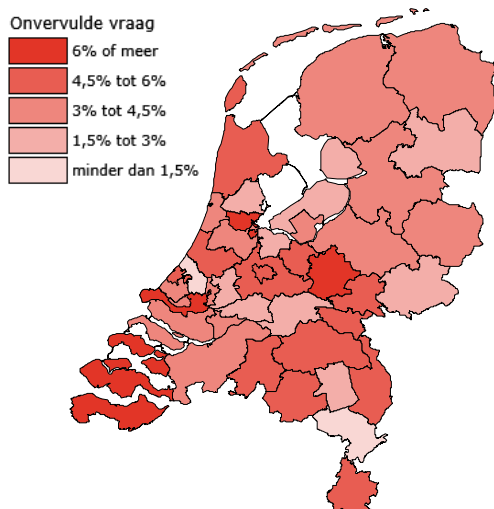 Onvervulde vraag
6% of meer
4,5% tot 6%
3% tot 4,5%
1,5% tot 3%
minder dan 1,5%